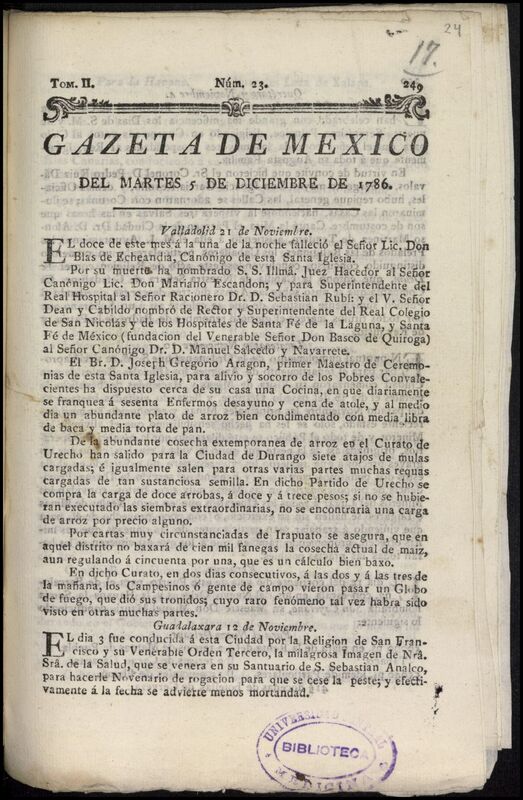 24
17.
TOM. II. Núm. 23. 249
GAZETA DE MEXICO
DEL MARTES 5 DE DICIEMBRE DE 1786.
Valladolid 21 de Noviembre.
EL doce de este mes á la una de la noche falleció el Señor Lic. Don
Blas de Echeandia, Canónigo de esta Santa Iglesia.
Por su muerte ha nombrado S. S. Illmâ. Juez Hacedor al Señor
Canónigo Lic. Don Mariano Escandon; y para Superintendente del
Real Hospital al Señor Racionero Dr. D. Sebastian Rubí: y el V. Señor
Dean y Cabildo nombró de Rector y Superintendente del Real Colegio
de San Nicolas y de los Hospitales de Santa Fé de la Laguna, y Santa
Fé de México (fundacion del Venerable Señor Don Basco de Quiroga)
al Señor Canónigo Dr. D. Manuel Salcedo y Navarrete.
El Br. D. Joseph Gregorio Aragon, primer Maestro de Ceremo-
nias de esta Santa Iglesia, para alivio y socorro de los Pobres Convale-
cientes ha dispuesto cerca de su casa una Cocina, en que diariamente
se franquea á sesenta Enfermos desayuno y cena de atole, y al medio
dia un abundante plato de arroz bien condimentado con media libra
de baca y media torta de pan.
De la abundante cosecha extemporanea de arroz en el Curato de
Urecho han salido para la Ciudad de Durango siete atajos de mulas
cargadas; é igualmente salen para otras varias partes muchas requas
cargadas de tan sustanciosa semilla. En dicho Partido de Urecho se
compra la carga de doce arrobas, á doce y á trece pesos; si no se hubie-
ran executado las siembras extraordinarias, no se encontraria una carga
de arroz por precio alguno.
Por cartas muy circunstanciadas de Irapuato se asegura, que en
aquel distrito no baxará de cien mil fanegas la cosecha actual de maiz,
aun regulando á cincuenta por una, que es un cálculo bien baxo.
En dicho Curato, en dos dias consecutivos, á las dos y á las tres de
la mañana, los Campesinos ó gente de campo vieron pasar un Globo
de fuego, que dió sus tronidos; cuyo raro fenómeno tal vez habrá sido
visto en otras muchas partes.
Guadalaxara 12 de Noviembre.
EL dia 3 fue conducida á esta Ciudad por la Religion de San Fran-
cisco y su Venerable Orden Tercero, la milagrosa Imagen de Nrâ.
Srâ. de la Salud, que se venera en su Santuario de S. Sebastian Analco,
para hacerle Novenario de rogacion para que se cese la peste; y efecti-
vamente á la fecha se advierte menos mortandad.
BIBLIOTECA
MEDICINA